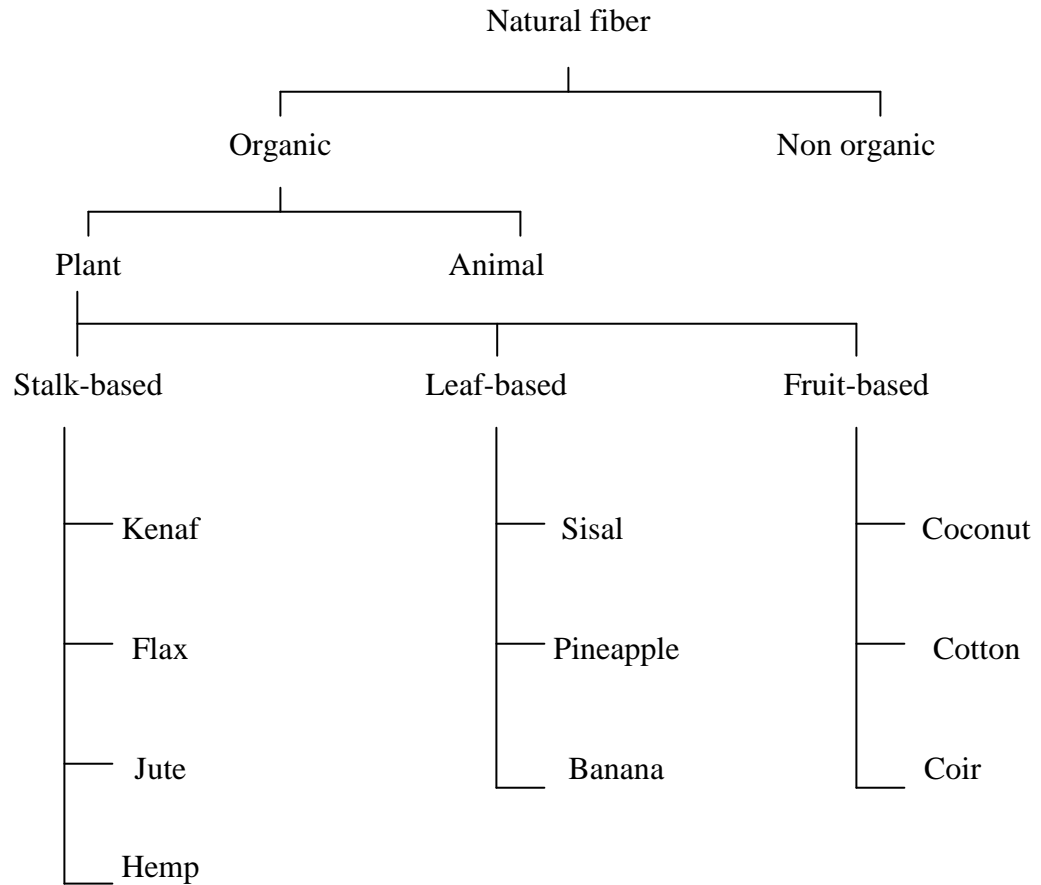 Natural fiber
Organic Non organic
Plant Animal
Stalk-based Leaf-based Fruit-based
Kenaf Sisal Coconut
Flax Pineapple Cotton
Jute Banana Coir
Hemp